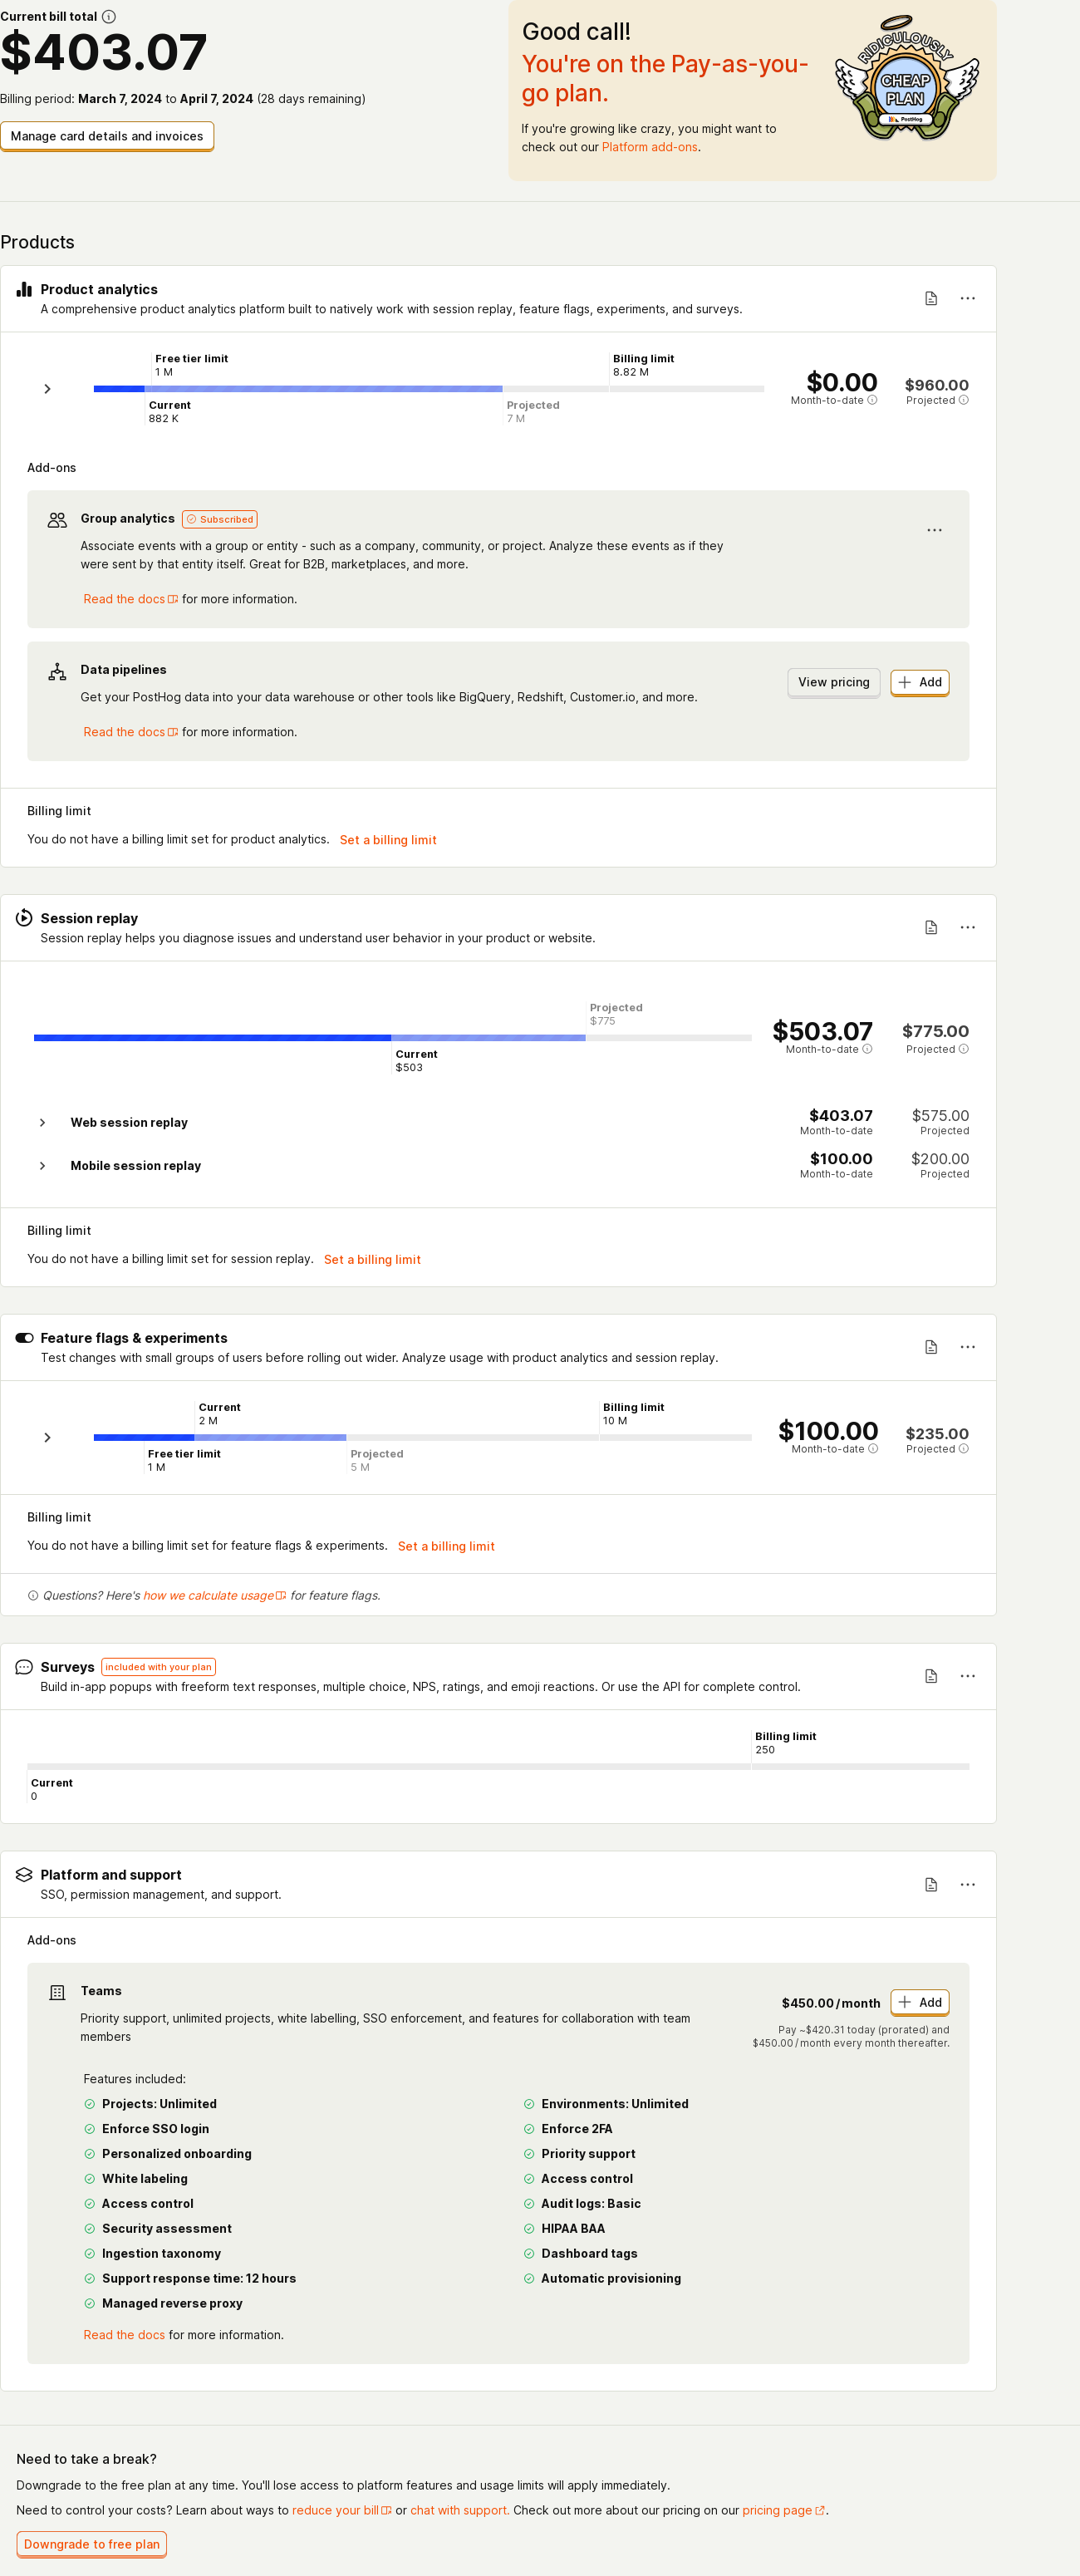 Current bill total
$403.07
Billing period: March 7, 2024 to April 7, 2024 (28 days remaining)
Manage card details and invoices
Good call!
You're on the Pay-as-you-
go plan.
If you're growing like crazy, you might want to
check out our Platform add-ons.
RIDICULOUSLY
CHEAP
PLAN
PostHog
Products
Product analytics
A comprehensive product analytics platform built to natively work with session replay, feature flags, experiments, and surveys.
Free tier limit
1 M
Billing limit
8.82 M
Current
882 K
Projected
7 M
$0.00
Month-to-date
$960.00
Projected
Add-ons
Group analytics Subscribed
Associate events with a group or entity - such as a company, community, or project. Analyze these events as if they
were sent by that entity itself. Great for B2B, marketplaces, and more.
Read the docs for more information.
Data pipelines
Get your PostHog data into your data warehouse or other tools like BigQuery, Redshift, Customer.io, and more.
View pricing
Add
Read the docs for more information.
Billing limit
You do not have a billing limit set for product analytics. Set a billing limit
Session replay
Session replay helps you diagnose issues and understand user behavior in your product or website.
Projected
$775
Current
$503
$503.07
Month-to-date
$775.00
Projected
Web session replay
$403.07
Month-to-date
$575.00
Projected
Mobile session replay
$100.00
Month-to-date
$200.00
Projected
Billing limit
You do not have a billing limit set for session replay. Set a billing limit
Feature flags & experiments
Test changes with small groups of users before rolling out wider. Analyze usage with product analytics and session replay.
Current
2 M
Billing limit
10 M
Free tier limit
1 M
Projected
5 M
$100.00
Month-to-date
$235.00
Projected
Billing limit
You do not have a billing limit set for feature flags & experiments. Set a billing limit
Questions? Here's how we calculate usage for feature flags.
Surveys included with your plan
Build in-app popups with freeform text responses, multiple choice, NPS, ratings, and emoji reactions. Or use the API for complete control.
Billing limit
250
Current
0
Platform and support
SSO, permission management, and support.
Add-ons
Teams
Priority support, unlimited projects, white labelling, SSO enforcement, and features for collaboration with team
members
$450.00/month
Add
Pay ~$420.31 today (prorated) and
$450.00/month every month thereafter.
Features included:
Projects: Unlimited
Environments: Unlimited
Enforce SSO login
Enforce 2FA
Personalized onboarding
Priority support
White labeling
Access control
Access control
Audit logs: Basic
Security assessment
HIPAA BAA
Ingestion taxonomy
Dashboard tags
Support response time: 12 hours
Automatic provisioning
Managed reverse proxy
Read the docs for more information.
Need to take a break?
Downgrade to the free plan at any time. You'll lose access to platform features and usage limits will apply immediately.
Need to control your costs? Learn about ways to reduce your bill or chat with support. Check out more about our pricing on our pricing page.
Downgrade to free plan